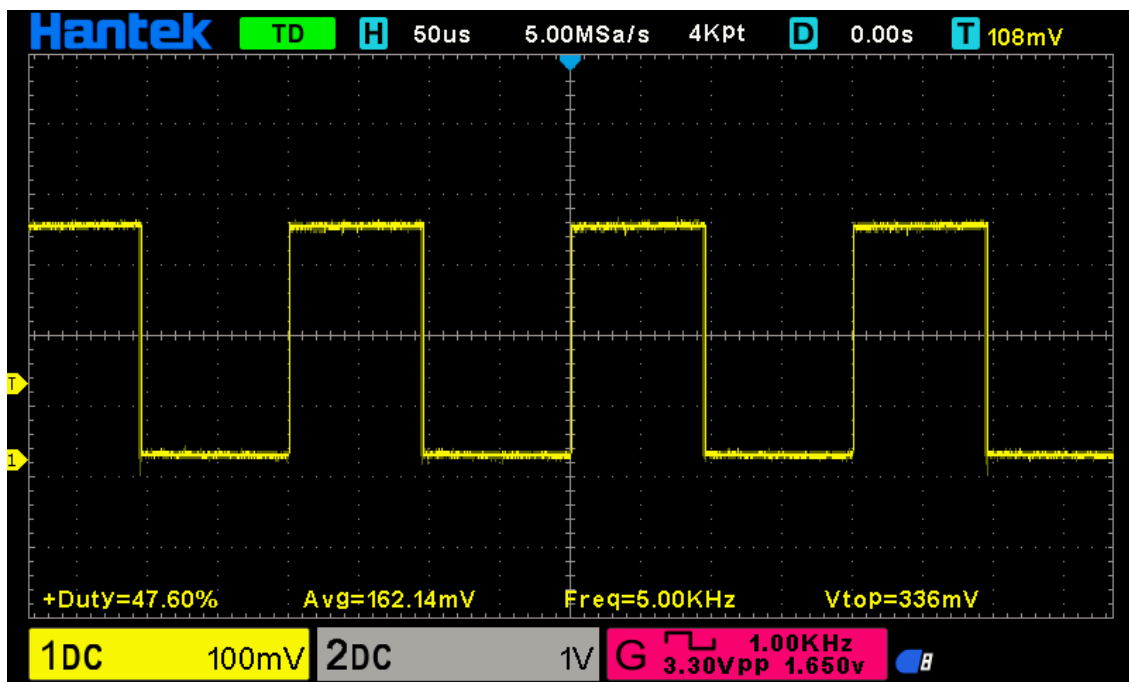 Hantek TD H 50us 5.00MSa/s 4Kpt D 0.00s T 108mV
T
1
+Duty=47.60% Avg=162.14mV Freq=5.00KHz Vtop=336mV
1DC 100mV 2DC 1V G 1.00KHz
3.30Vpp 1.650v